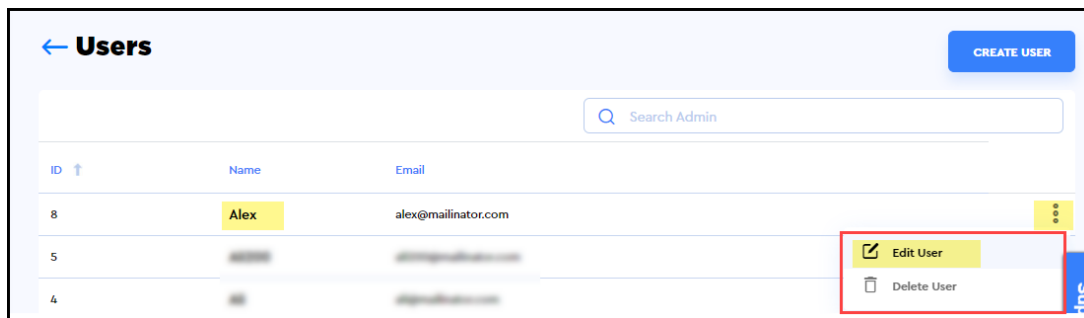 ← Users
CREATE USER
Search Admin
ID ↑ Name Email
8 Alex alex@mailinator.com
5
Edit User
4
Delete User